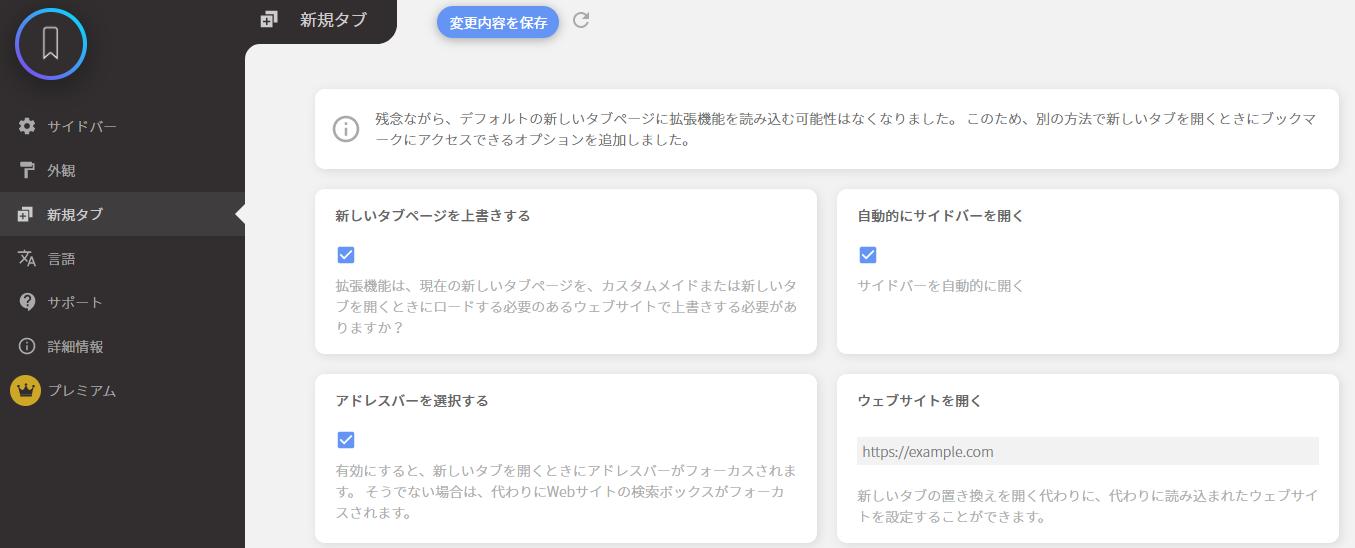 新規タブ
変更内容を保存
サイドバー
外観
新規タブ
言語
サポート
詳細情報
プレミアム
残念ながら、デフォルトの新しいタブページに拡張機能を読み込む可能性はなくなりました。 このため、別の方法で新しいタブを開くときにブックマ
ークにアクセスできるオプションを追加しました。
新しいタブページを上書きする
拡張機能は、現在の新しいタブページを、カスタムメイドまたは新しいタ
ブを開くときにロードする必要のあるウェブサイトで上書きする必要があ
りますか？
自動的にサイドバーを開く
サイドバーを自動的に開く
アドレスバーを選択する
有効にすると、新しいタブを開くときにアドレスバーがフォーカスされま
す。 そうでない場合は、代わりにWebサイトの検索ボックスがフォーカ
スされます。
ウェブサイトを開く
https://example.com
新しいタブの置き換えを開く代わりに、代わりに読み込まれたウェブサイ
トを設定することができます。